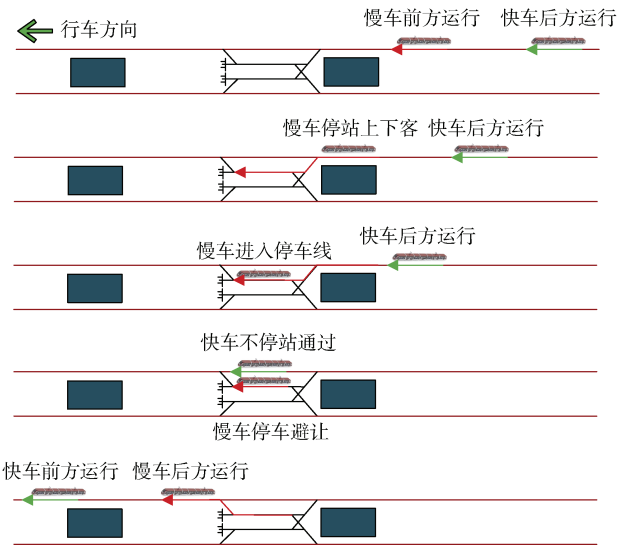 行车方向
慢车前方运行 快车后方运行
慢车停站上下客 快车后方运行
快车后方运行
慢车进入停车线
快车不停站通过
慢车停车避让
快车前方运行 慢车后方运行